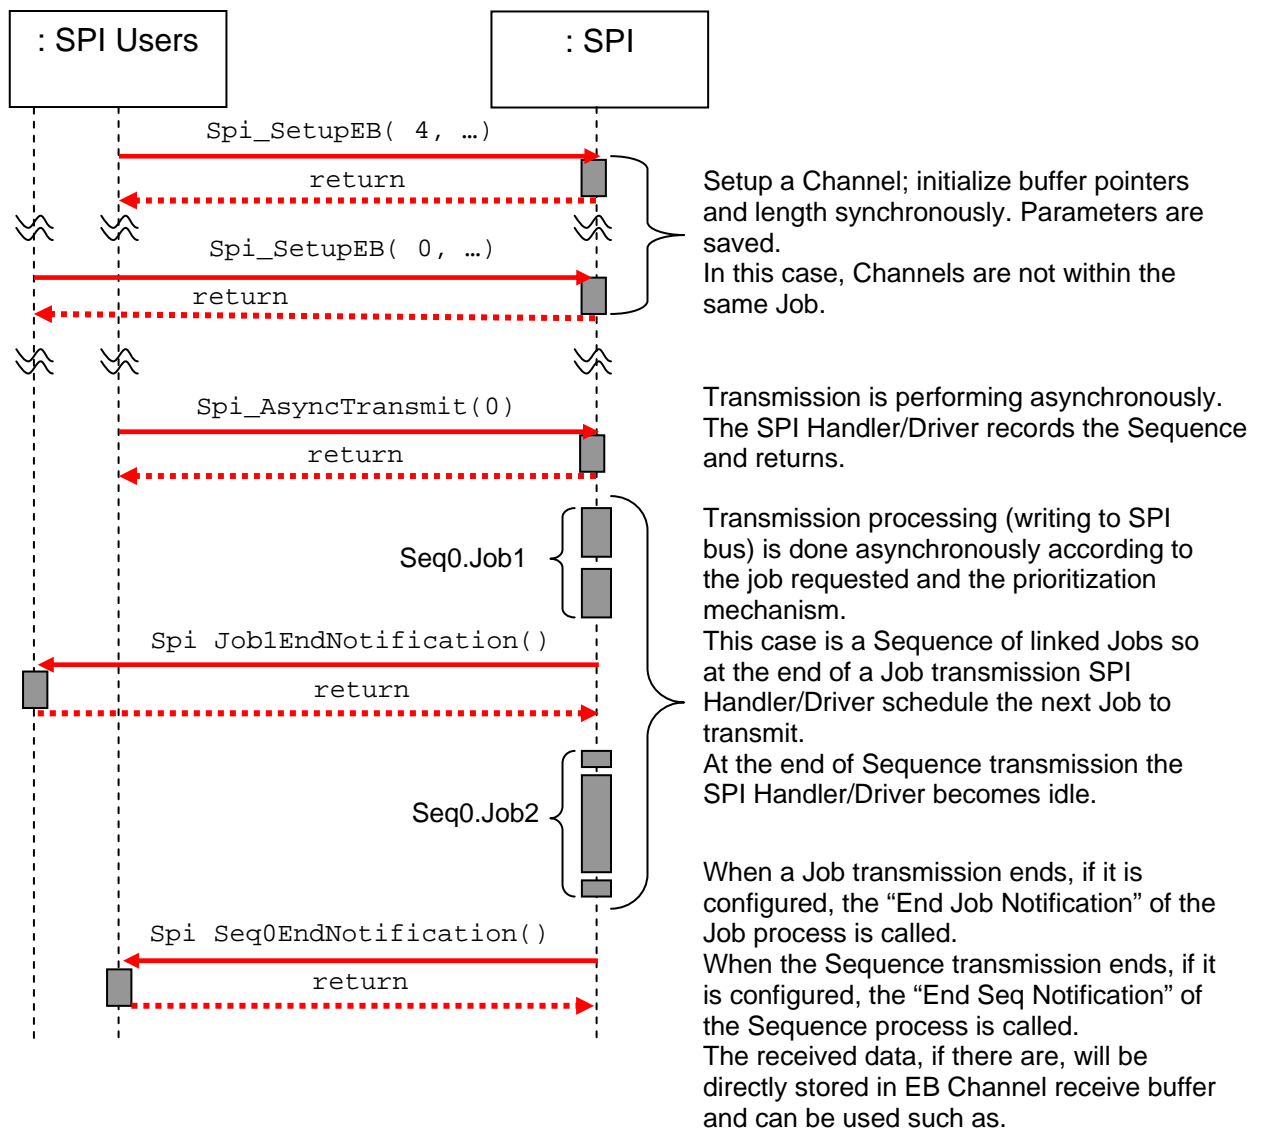 : SPI Users
: SPI
Spi_SetupEB( 4, …)
return
Setup a Channel; initialize buffer pointers
and length synchronously. Parameters are
saved.
In this case, Channels are not within the
same Job.
Spi_SetupEB( 0, …)
return
Spi_AsyncTransmit(0)
return
Transmission is performing asynchronously.
The SPI Handler/Driver records the Sequence
and returns.
Seq0.Job1
Transmission processing (writing to SPI
bus) is done asynchronously according to
the job requested and the prioritization
mechanism.
This case is a Sequence of linked Jobs so
at the end of a Job transmission SPI
Handler/Driver schedule the next Job to
transmit.
At the end of Sequence transmission the
SPI Handler/Driver becomes idle.
Spi Job1EndNotification()
return
Seq0.Job2
When a Job transmission ends, if it is
configured, the “End Job Notification” of the
Job process is called.
When the Sequence transmission ends, if it
is configured, the “End Seq Notification” of
the Sequence process is called.
The received data, if there are, will be
directly stored in EB Channel receive buffer
and can be used such as.
Spi Seq0EndNotification()
return